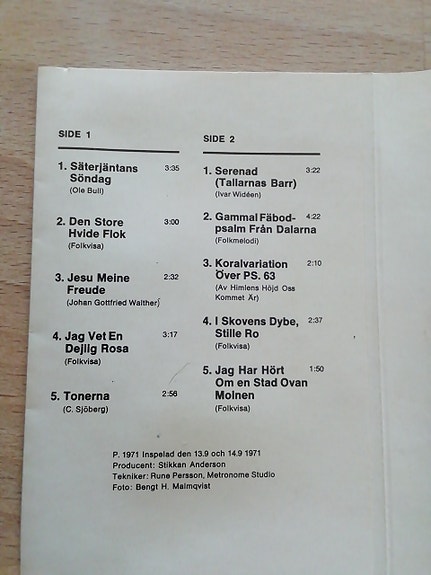 SIDE 1
1. Säterjäntans 3:35
Söndag
(Ole Bull)
2. Den Store 3:00
Hvide Flok
(Folkvisa)
3. Jesu Meine 2:32
Freude
(Johan Gottfried Walther)
4. Jag Vet En 3:17
Dejlig Rosa
(Folkvisa)
5. Tonerna 2:56
(C. Sjöberg)
SIDE 2
1. Serenad 3:22
(Tallarnas Barr)
(Ivar Widéen)
2. Gammal Fäbod- 4:22
psalm Från Dalarna
(Folkmelodi)
3. Koralvariation 2:10
Över PS. 63
(Av Himlens Höjd Oss
Kommet Är)
4. I Skovens Dybe, 2:37
Stille Ro
(Folkvisa)
5. Jag Har Hört 1:50
Om en Stad Ovan
Molnen
(Folkvisa)
P. 1971 Inspelad den 13.9 och 14.9 1971
Producent: Stikkan Anderson
Tekniker: Rune Persson, Metronome Studio
Foto: Bengt H. Malmqvist